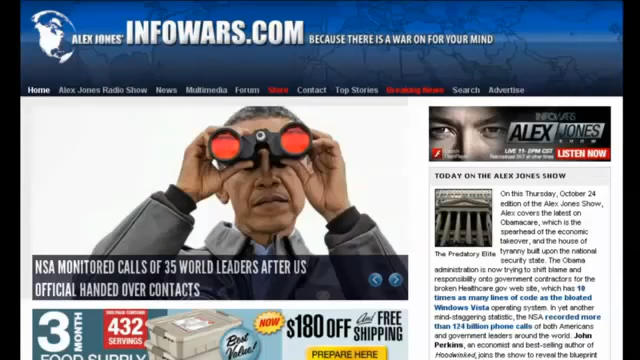 ALEX JONES' INFOWARS.COM BECAUSE THERE IS A WAR ON FOR YOUR MIND
Home Alex Jones Radio Show News Multimedia Forum Store Contact Top Stories Breaking News Search Advertise
NSA MONITORED CALLS OF 35 WORLD LEADERS AFTER US
OFFICIAL HANDED OVER CONTACTS
3 MONTH
FOOD SUPPLY
432
SERVINGS
Best
Value!
NOW $180 OFF And FREE
SHIPPING
PREPARE HERE
INFOWARS
ALEX JONES
SHOW
LIVE 11- 2PM CST
LISTEN NOW
TODAY ON THE ALEX JONES SHOW
The Predatory Elite
On this Thursday, October 24
edition of the Alex Jones Show,
Alex covers the latest on
Obamacare, which is the
spearhead of the economic
takeover, and the house of
tyranny built upon the national
security state. The Obama
administration is now trying to shift blame and
responsibility onto government contractors for the
broken Healthcare.gov web site, which has 10
times as many lines of code as the bloated
Windows Vista operating system. In yet another
mind-staggering statistic, the NSA recorded more
than 124 billion phone calls of both Americans
and government leaders around the world. John
Perkins, an economist and best-selling author of
Hoodwinked, joins the show to reveal the blueprint